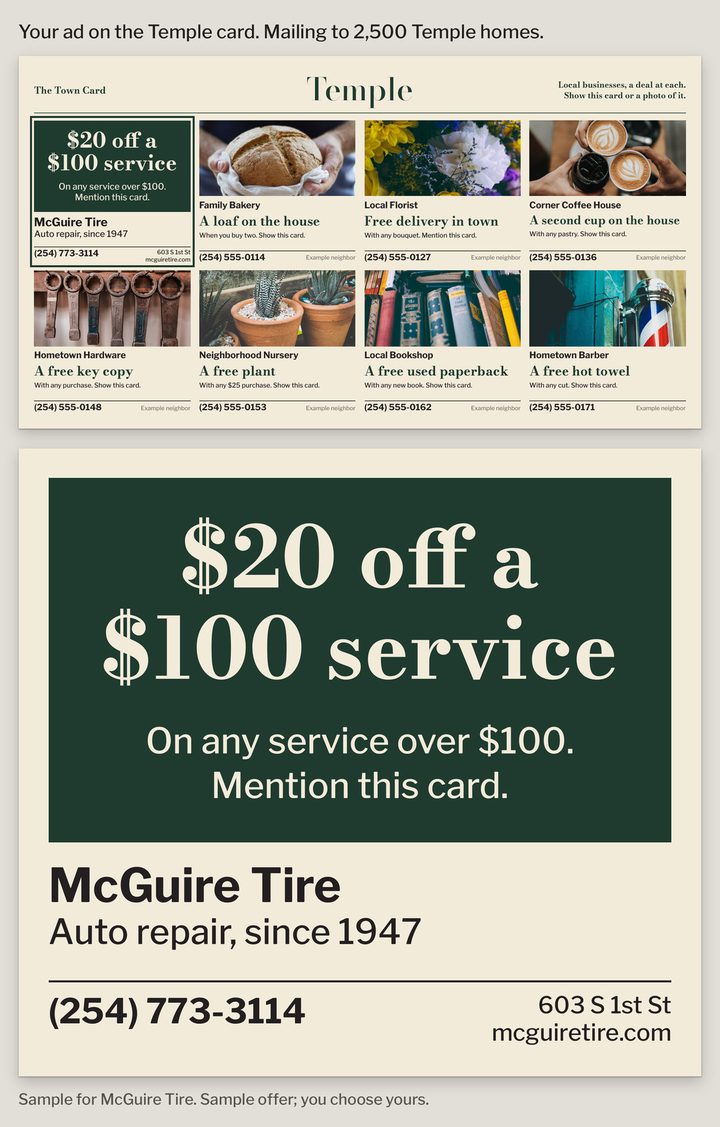 Your ad on the Temple card. Mailing to 2,500 Temple homes.
The Town Card
Temple
Local businesses, a deal at each.
Show this card or a photo of it.
$20 off a
$100 service
On any service over $100.
Mention this card.
McGuire Tire
Auto repair, since 1947
(254) 773-3114
603 S 1st St
mcguiretire.com
Family Bakery
A loaf on the house
When you buy two. Show this card.
(254) 555-0114
Example neighbor
Local Florist
Free delivery in town
With any bouquet. Mention this card.
(254) 555-0127
Example neighbor
Corner Coffee House
A second cup on the house
With any pastry. Show this card.
(254) 555-0136
Example neighbor
Hometown Hardware
A free key copy
With any purchase. Show this card.
(254) 555-0148
Example neighbor
Neighborhood Nursery
A free plant
With any $25 purchase. Show this card.
(254) 555-0153
Example neighbor
Local Bookshop
A free used paperback
With any new book. Show this card.
(254) 555-0162
Example neighbor
Hometown Barber
A free hot towel
With any cut. Show this card.
(254) 555-0171
Example neighbor
$20 off a
$100 service
On any service over $100.
Mention this card.
McGuire Tire
Auto repair, since 1947
(254) 773-3114
603 S 1st St
mcguiretire.com
Sample for McGuire Tire. Sample offer; you choose yours.